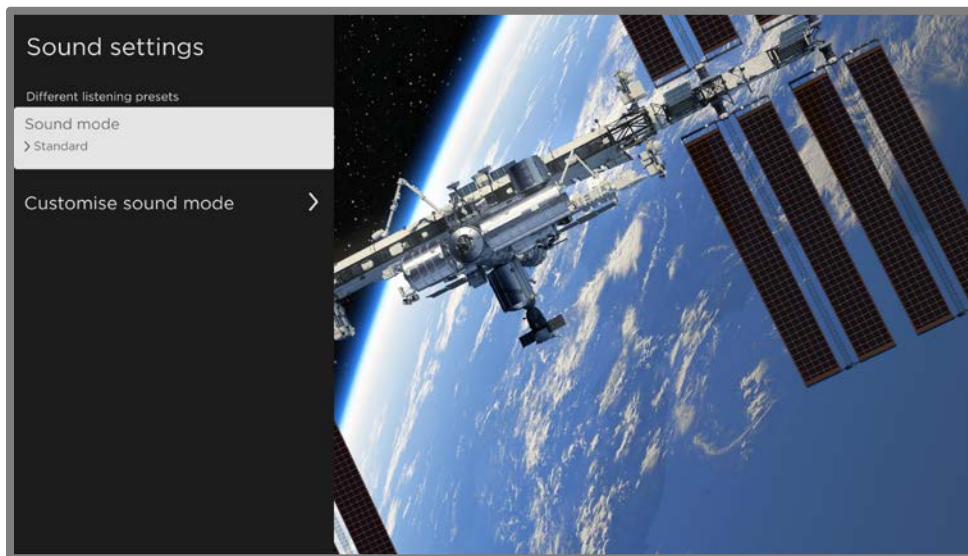 Sound settings
Different listening presets
Sound mode
Standard
Customise sound mode